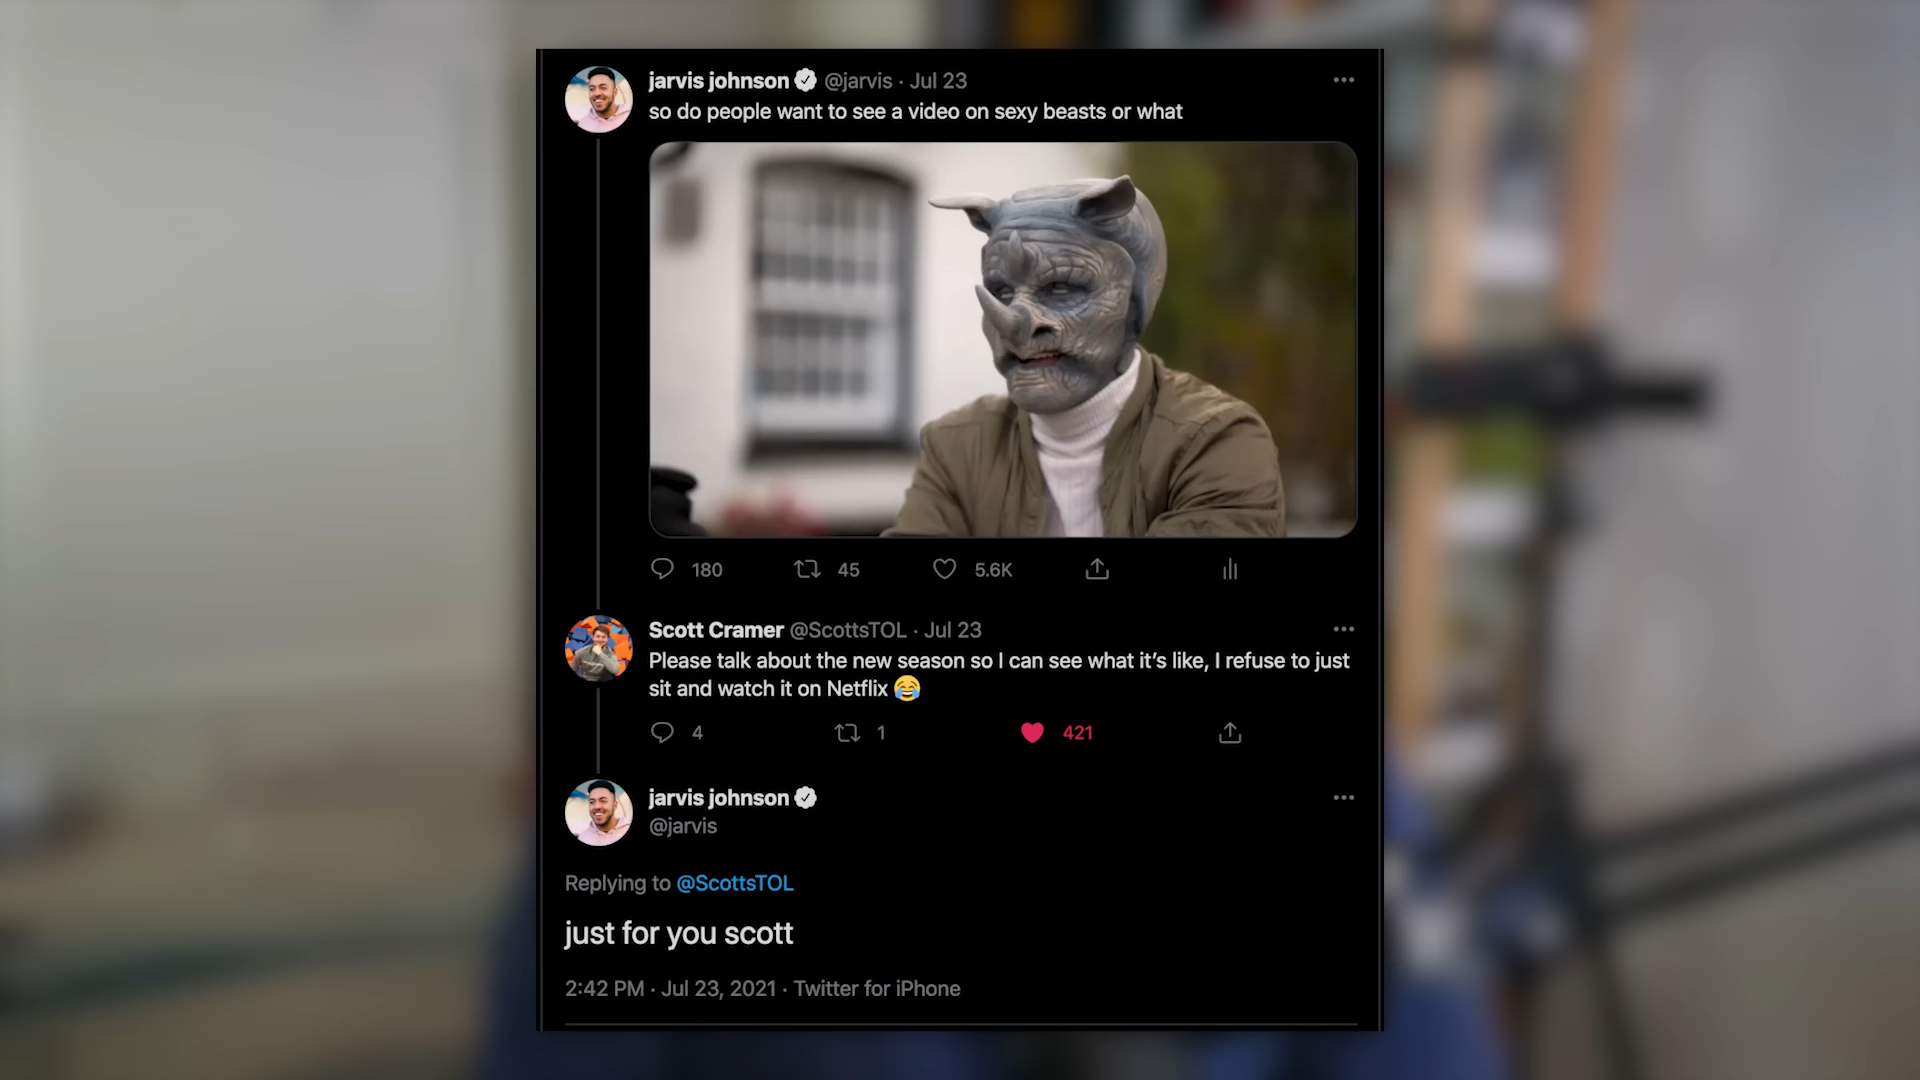 jarvis johnson @jarvis · Jul 23
so do people want to see a video on sexy beasts or what
180 45 5.6K
Scott Cramer @ScottsTOL · Jul 23
Please talk about the new season so I can see what it’s like, I refuse to just
sit and watch it on Netflix 😂
4 1 421
jarvis johnson
@jarvis
Replying to @ScottsTOL
just for you scott
2:42 PM · Jul 23, 2021 · Twitter for iPhone